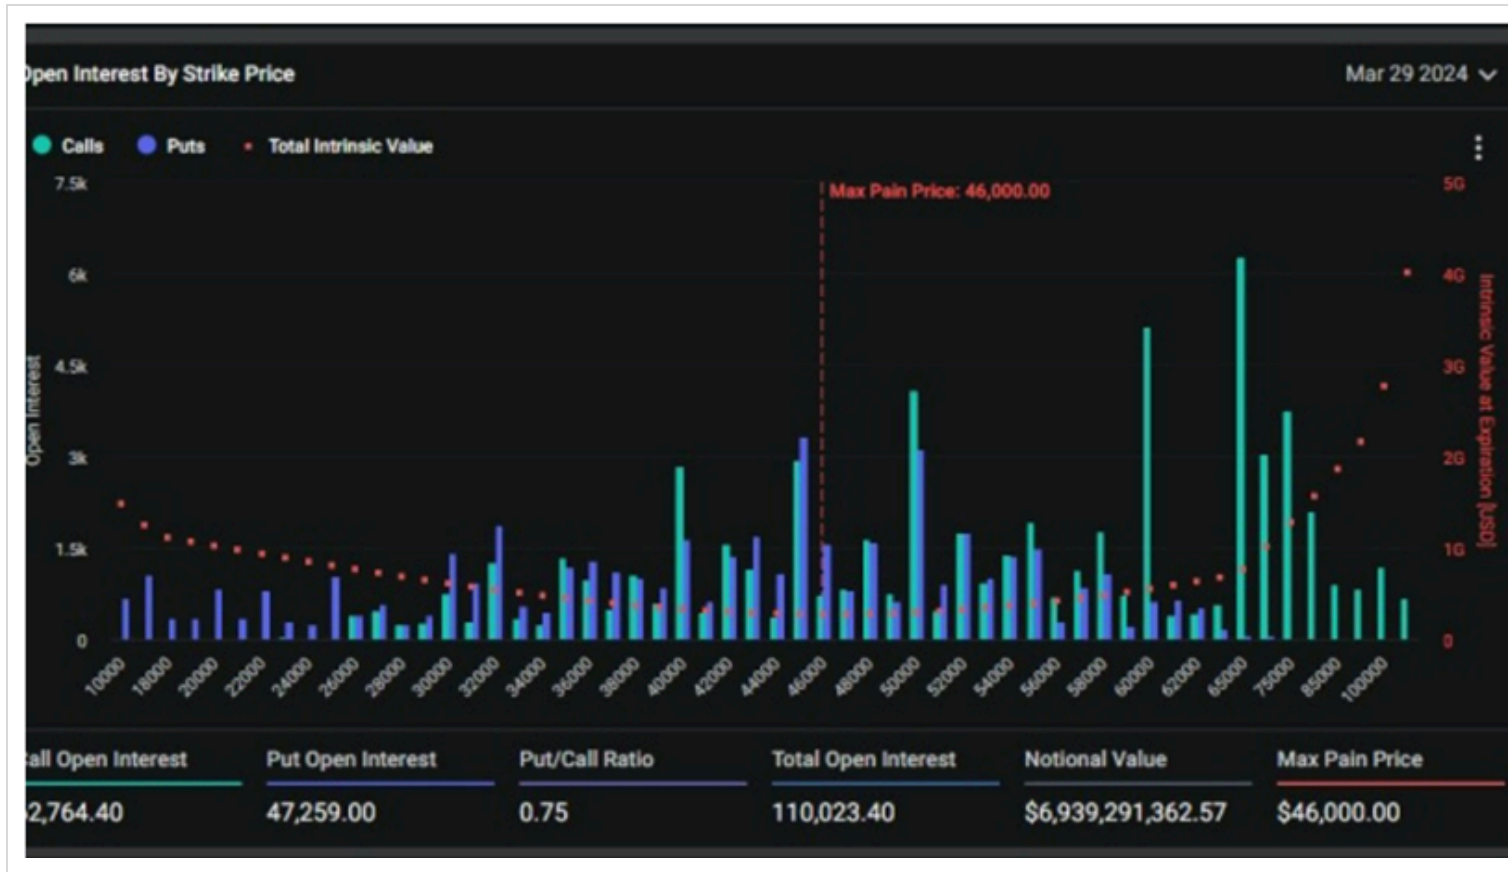 Open Interest By Strike Price
Mar 29 2024
Calls
Puts
Total Intrinsic Value
7.5k
6k
4.5k
3k
1.5k
0
Open Interest
Max Pain Price: 46,000.00
5G
4G
3G
2G
1G
0
Intrinsic Value at Expiration [USD]
10000
18000
20000
22000
24000
26000
28000
30000
32000
34000
36000
38000
40000
42000
44000
46000
48000
50000
52000
54000
56000
58000
60000
62000
65000
75000
85000
100000
Call Open Interest
2,764.40
Put Open Interest
47,259.00
Put/Call Ratio
0.75
Total Open Interest
110,023.40
Notional Value
$6,939,291,362.57
Max Pain Price
$46,000.00